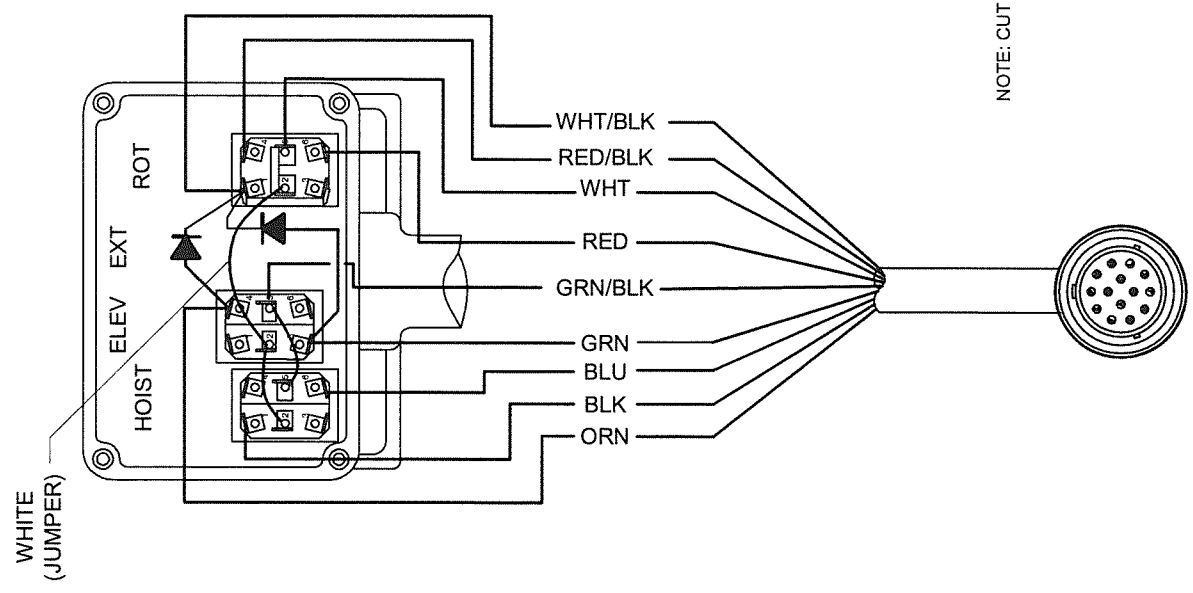 NOTE: CUT
WHT/BLK
RED/BLK
WHT
RED
GRN/BLK
GRN
BLU
BLK
ORN
ROT
EXT
ELEV
HOIST
WHITE
(JUMPER)